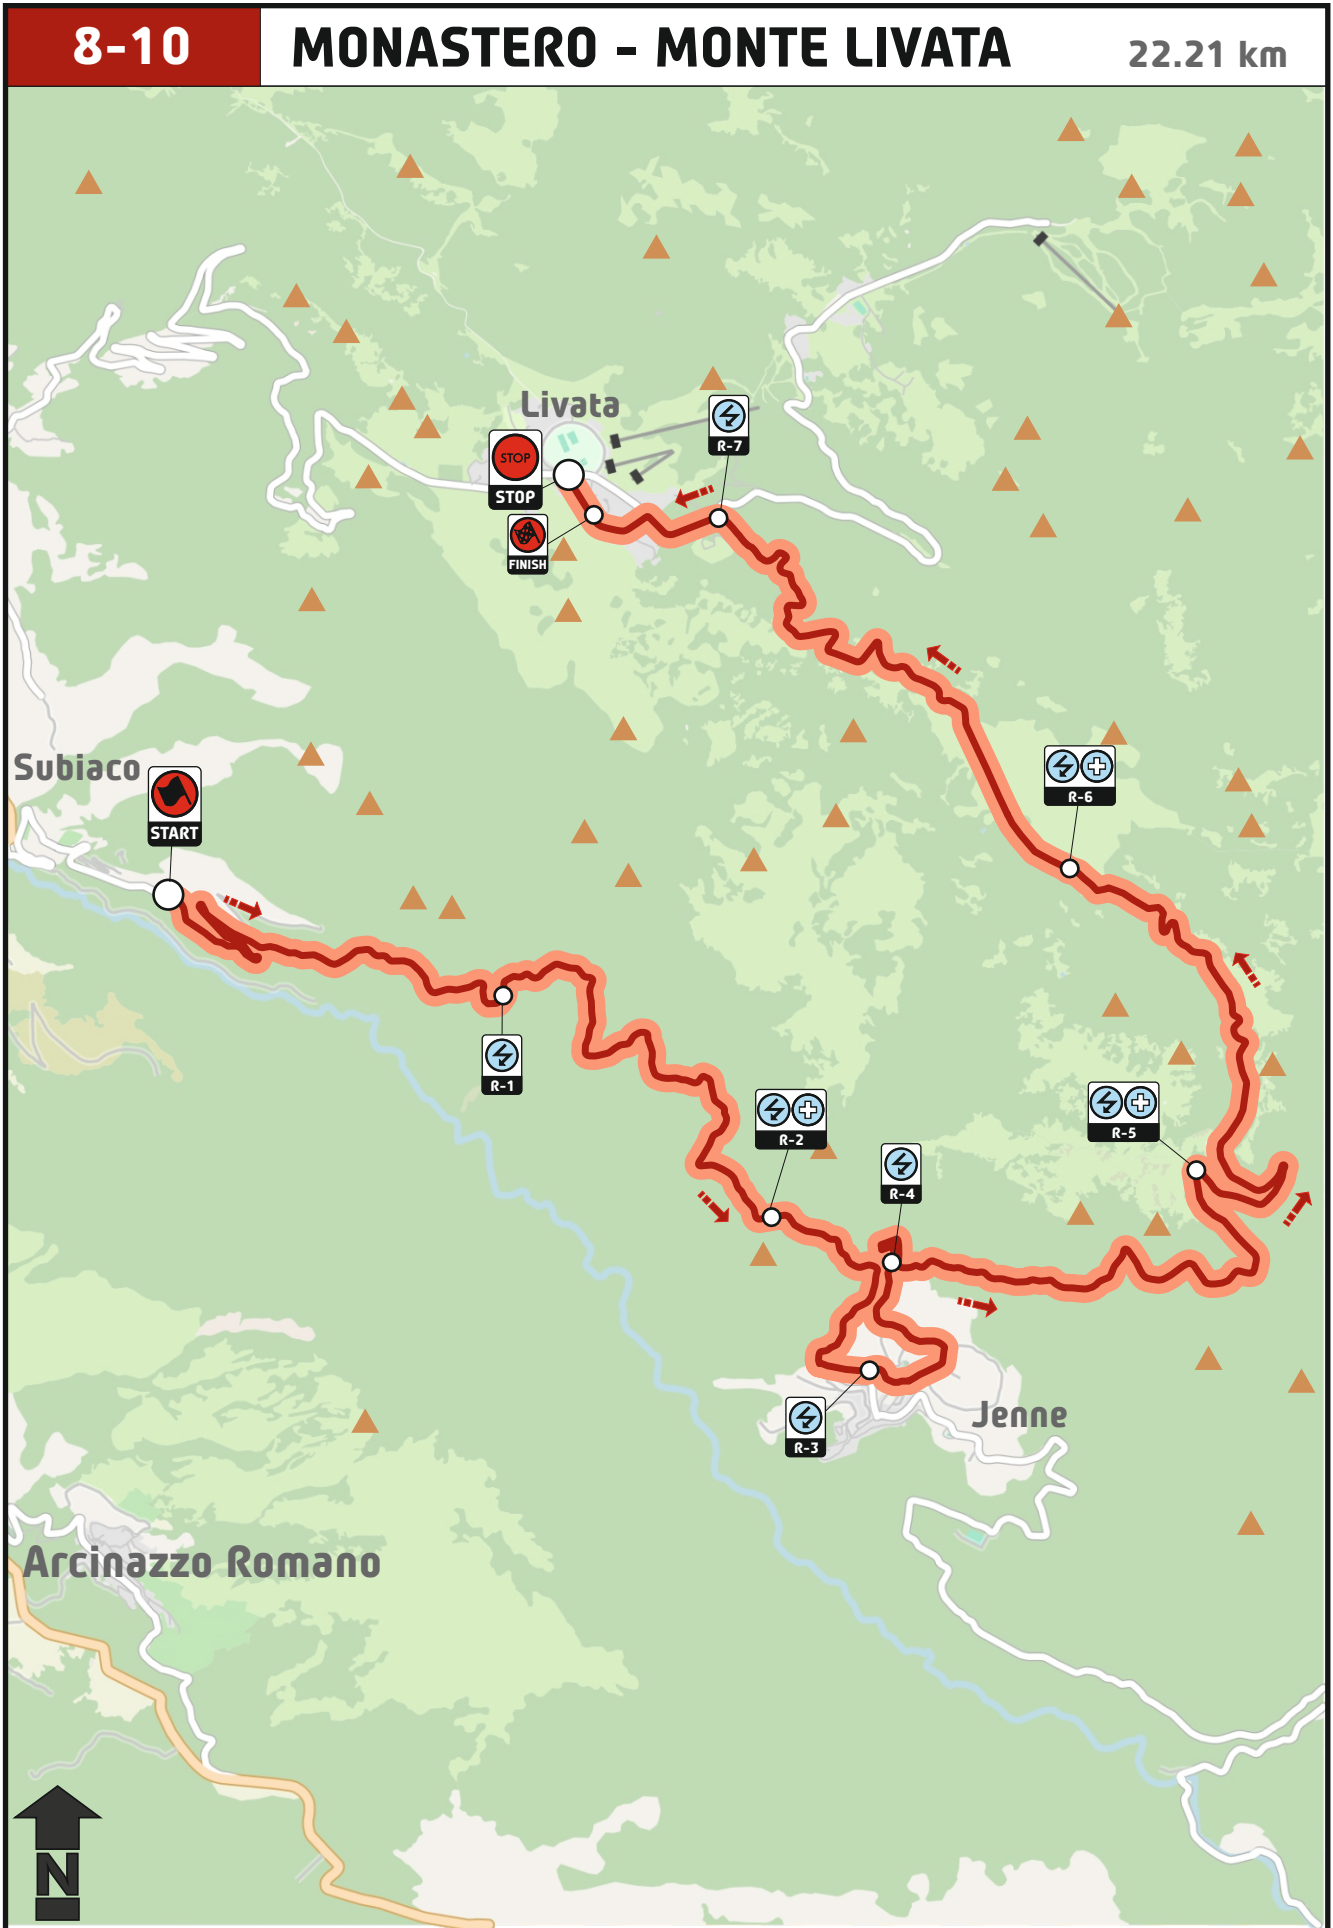 8-10
MONASTERO - MONTE LIVATA
22.21 km
Livata
R-7
STOP
STOP
FINISH
R-6
Subiaco
START
R-1
R-2
R-5
R-4
R-3
Jenne
Arcinazzo Romano
N